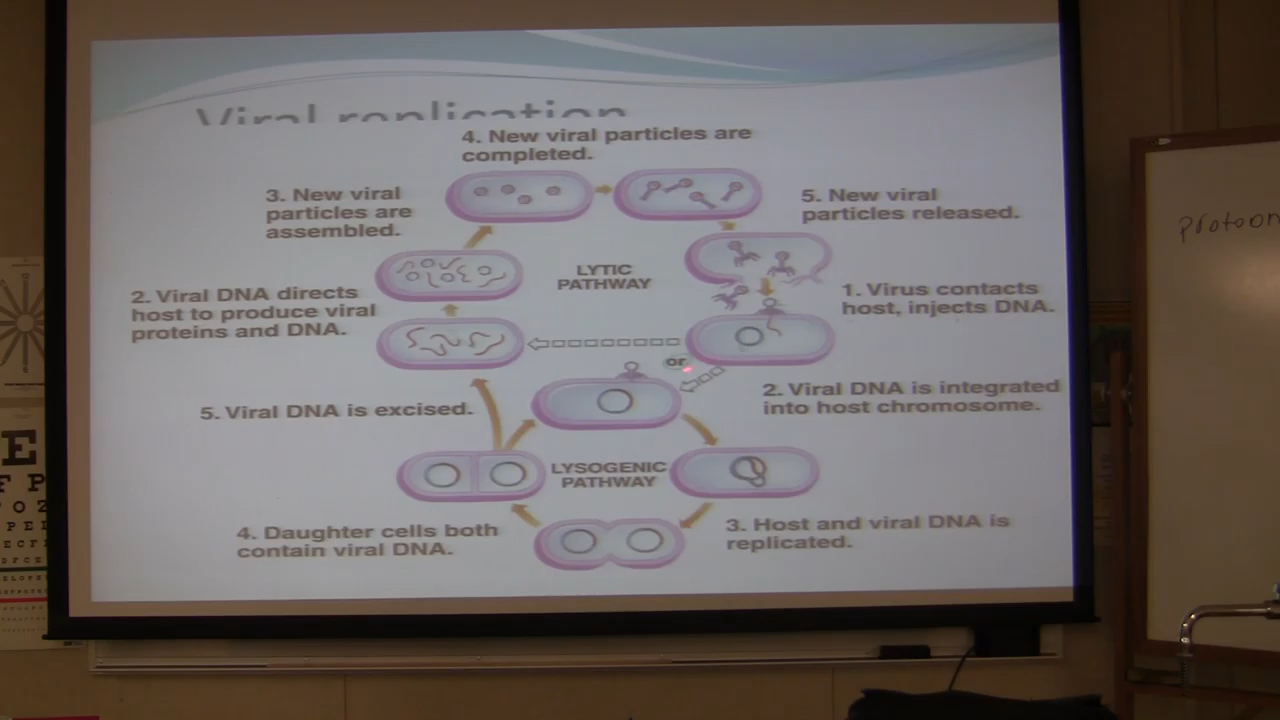 Viral replication
4. New viral particles are
completed.
3. New viral
particles are
assembled.
5. New viral
particles released.
LYTIC
PATHWAY
2. Viral DNA directs
host to produce viral
proteins and DNA.
1. Virus contacts
host, injects DNA.
or
2. Viral DNA is integrated
into host chromosome.
5. Viral DNA is excised.
LYSOGENIC
PATHWAY
4. Daughter cells both
contain viral DNA.
3. Host and viral DNA is
replicated.
protoon
E
F P